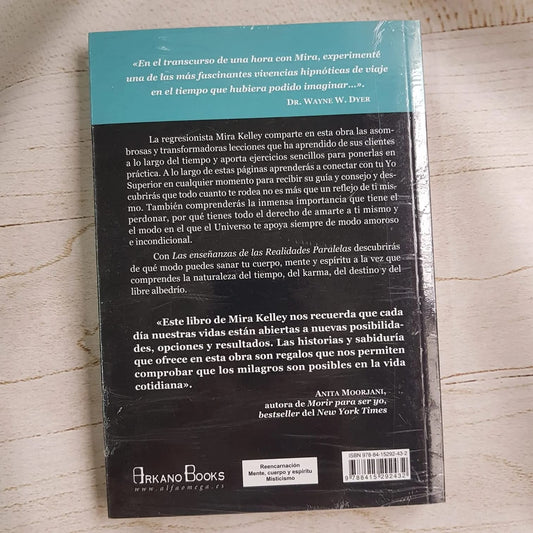 «En el transcurso de una hora con Mira, experimenté
una de las más fascinantes vivencias hipnóticas de viaje
en el tiempo que hubiera podido imaginar...».
DR. WAYNE W. DYER
La regresionista Mira Kelley comparte en esta obra las asom-
brosas y transformadoras lecciones que ha aprendido de sus clientes
a lo largo del tiempo y aporta ejercicios sencillos para ponerlas en
práctica. A lo largo de estas páginas aprenderás a conectar con tu Yo
Superior en cualquier momento para recibir su guía y consejo y des-
cubrirás que todo cuanto te rodea no es más que un reflejo de ti mis-
mo. También comprenderás la inmensa importancia que tiene el
perdonar, por qué tienes todo el derecho de amarte a ti mismo y
el modo en el que el Universo te apoya siempre de modo amoroso
e incondicional.
Con Las enseñanzas de las Realidades Paralelas descubrirás
de qué modo puedes sanar tu cuerpo, mente y espíritu a la vez que
comprendes la naturaleza del tiempo, del karma, del destino y del
libre albedrío.
«Este libro de Mira Kelley nos recuerda que cada
día nuestras vidas están abiertas a nuevas posibilida-
des, opciones y resultados. Las historias y sabiduría
que ofrece en esta obra son regalos que nos permiten
comprobar que los milagros son posibles en la vida
cotidiana».
ANITA MOORJANI,
autora de Morir para ser yo,
bestseller del New York Times
ARKANO BOOKS
www.alfaomega.es
Reencarnación
Mente, cuerpo y espíritu
Misticismo
ISBN 978-84-15292-43-2
9 788415 292432